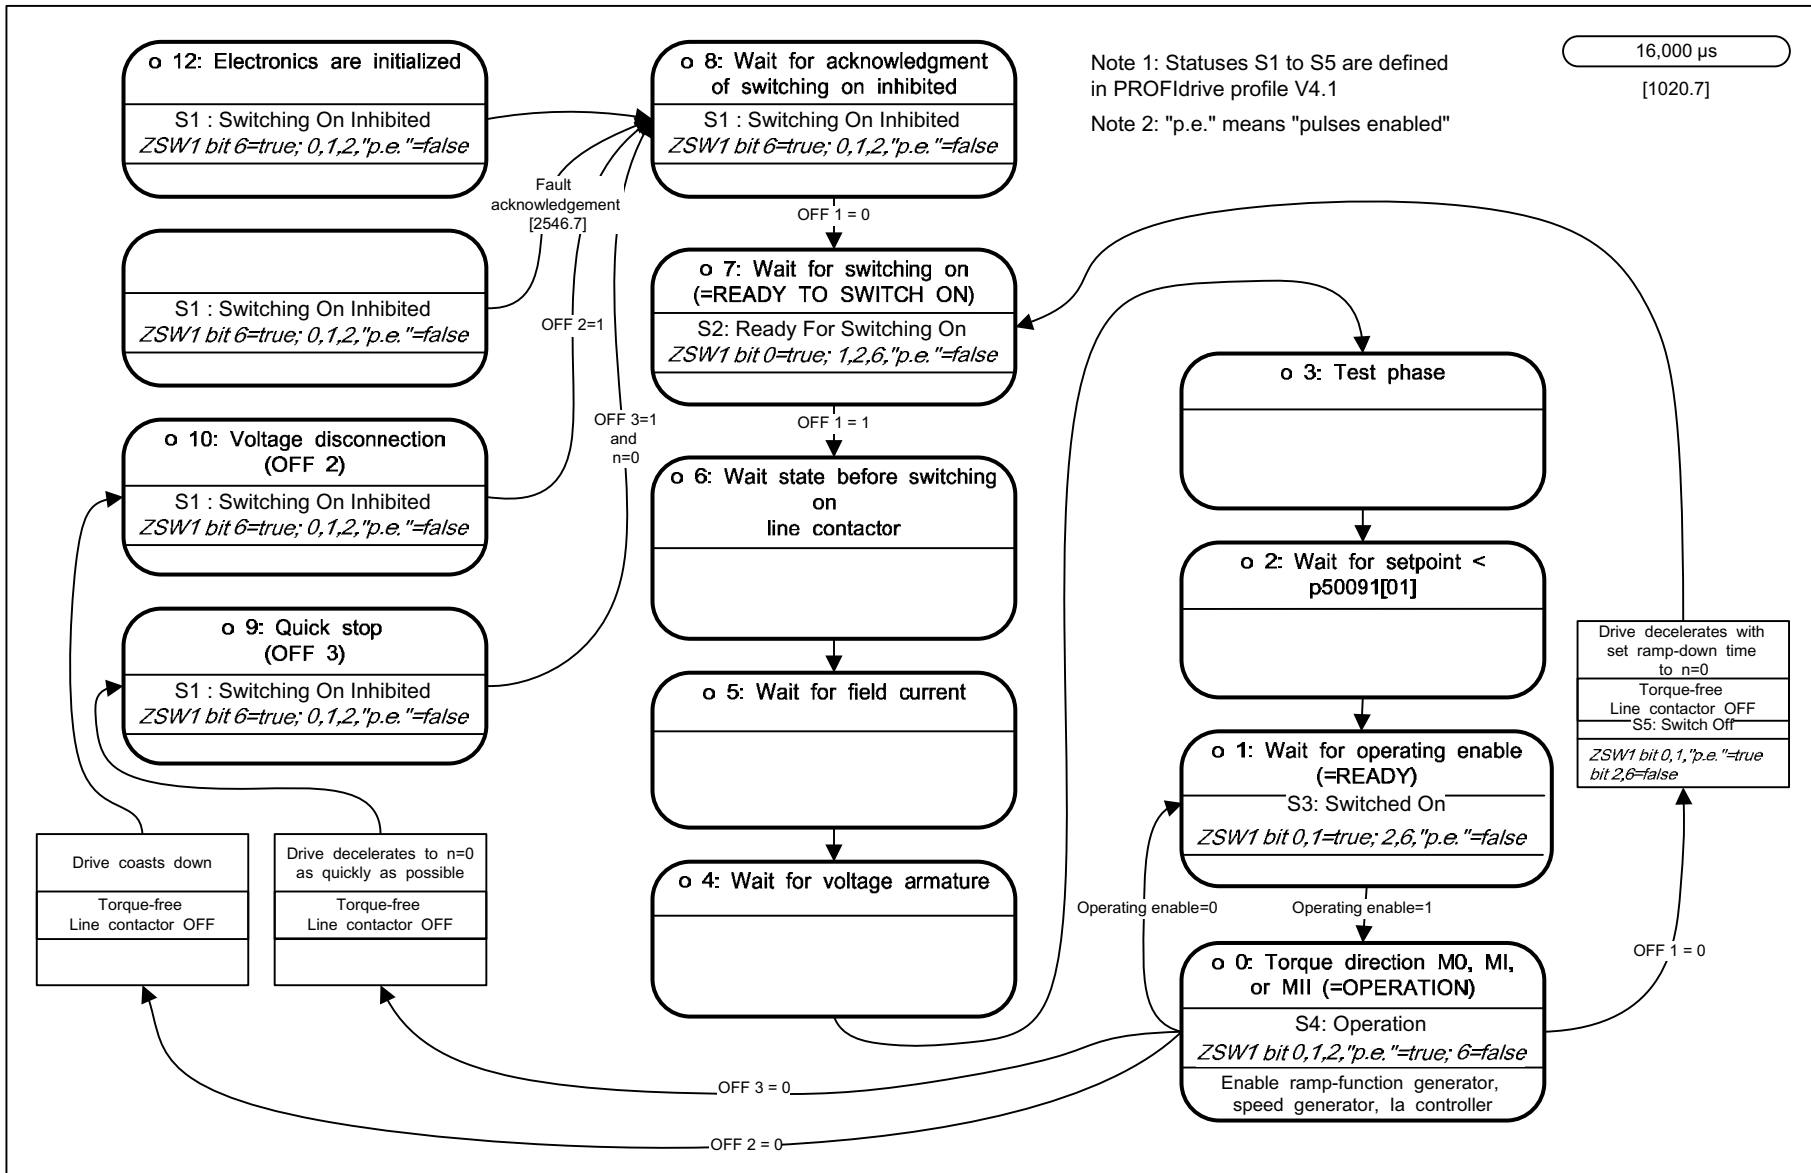 o 12: Electronics are initialized
S1 : Switching On Inhibited
ZSW1 bit 6=true; 0,1,2,"p.e."=false
S1 : Switching On Inhibited
ZSW1 bit 6=true; 0,1,2,"p.e."=false
o 10: Voltage disconnection
(OFF 2)
S1 : Switching On Inhibited
ZSW1 bit 6=true; 0,1,2,"p.e."=false
o 9: Quick stop
(OFF 3)
S1 : Switching On Inhibited
ZSW1 bit 6=true; 0,1,2,"p.e."=false
Drive coasts down
Torque-free
Line contactor OFF
Drive decelerates to n=0
as quickly as possible
Torque-free
Line contactor OFF
Fault
acknowledgement
[2546.7]
OFF 2=1
OFF 3=1
and
n=0
o 8: Wait for acknowledgment
of switching on inhibited
S1 : Switching On Inhibited
ZSW1 bit 6=true; 0,1,2,"p.e."=false
OFF 1 = 0
o 7: Wait for switching on
(=READY TO SWITCH ON)
S2: Ready For Switching On
ZSW1 bit 0=true; 1,2,6,"p.e."=false
OFF 1 = 1
o 6: Wait state before switching
on
line contactor
o 5: Wait for field current
o 4: Wait for voltage armature
Note 1: Statuses S1 to S5 are defined
in PROFIdrive profile V4.1
Note 2: "p.e." means "pulses enabled"
16,000 µs
[1020.7]
o 3: Test phase
o 2: Wait for setpoint <
p50091[01]
o 1: Wait for operating enable
(=READY)
S3: Switched On
ZSW1 bit 0,1=true; 2,6,"p.e."=false
Operating enable=0
Operating enable=1
o 0: Torque direction M0, MI,
or MII (=OPERATION)
S4: Operation
ZSW1 bit 0,1,2,"p.e."=true; 6=false
Enable ramp-function generator,
speed generator, Ia controller
Drive decelerates with
set ramp-down time
to n=0
Torque-free
Line contactor OFF
S5: Switch Off
ZSW1 bit 0,1,"p.e."=true
bit 2,6=false
OFF 1 = 0
OFF 3 = 0
OFF 2 = 0